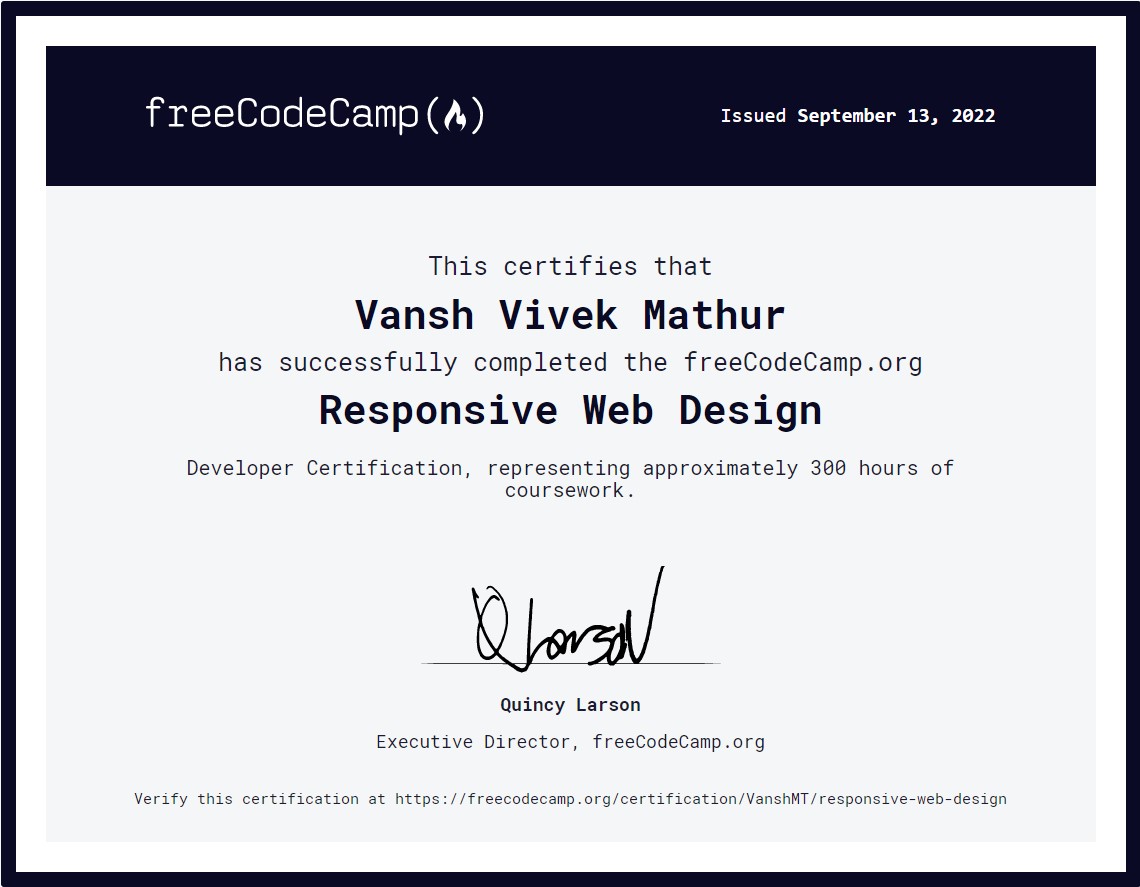 freeCodeCamp
Issued September 13, 2022
This certifies that
Vansh Vivek Mathur
has successfully completed the freeCodeCamp.org
Responsive Web Design
Developer Certification, representing approximately 300 hours of
coursework.
Q Larson
Quincy Larson
Executive Director, freeCodeCamp.org
Verify this certification at https://freecodecamp.org/certification/VanshMT/responsive-web-design